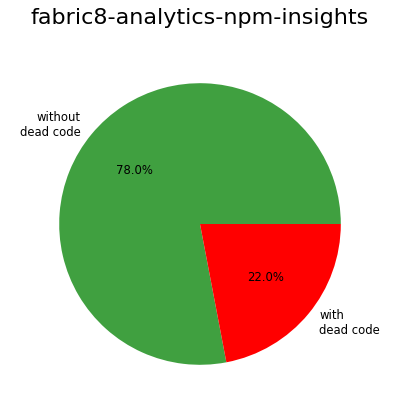 fabric8-analytics-npm-insights
without
dead code
78.0%
22.0%
with
dead code